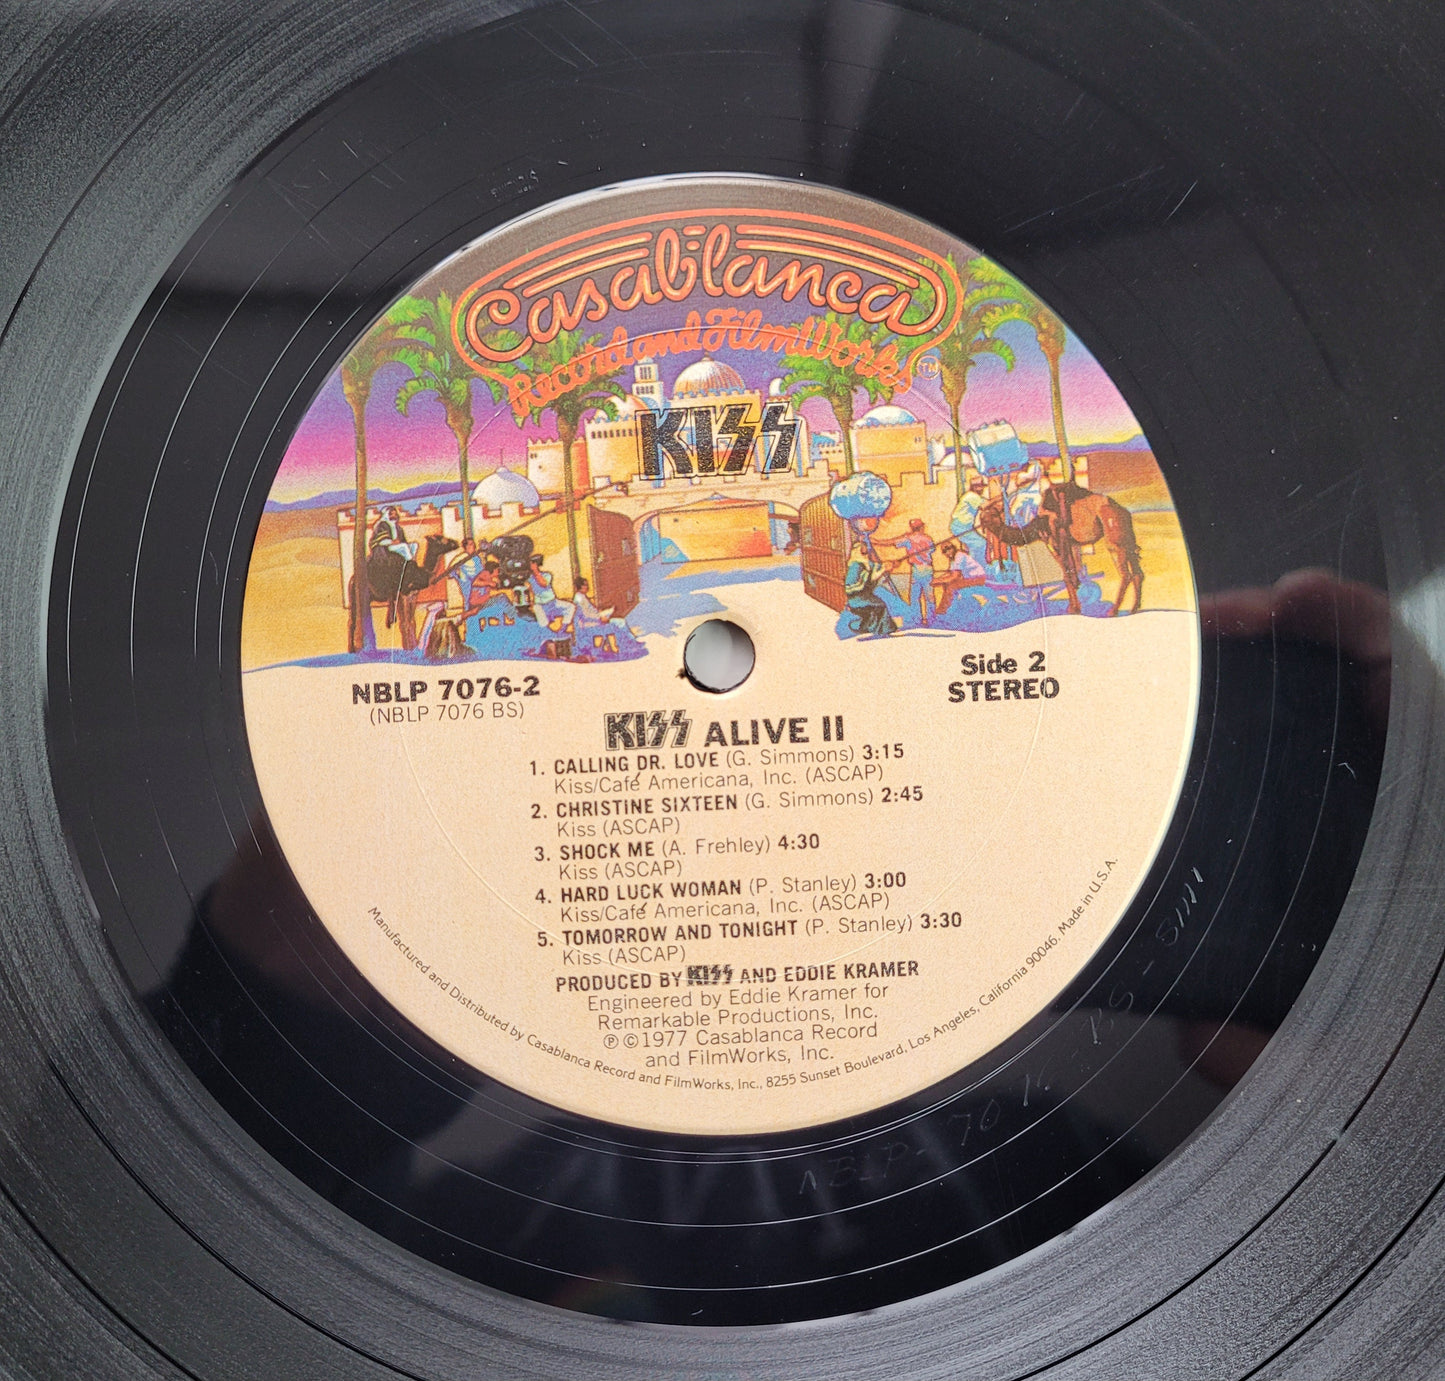 Casablanca
Record and FilmWorks TM
KISS
NBLP 7076-2
(NBLP 7076 BS)
Side 2
STEREO
KISS ALIVE II
1. CALLING DR. LOVE (G. Simmons) 3:15
Kiss/Café Americana, Inc. (ASCAP)
2. CHRISTINE SIXTEEN (G. Simmons) 2:45
Kiss (ASCAP)
3. SHOCK ME (A. Frehley) 4:30
Kiss (ASCAP)
4. HARD LUCK WOMAN (P. Stanley) 3:00
Kiss/Café Americana, Inc. (ASCAP)
5. TOMORROW AND TONIGHT (P. Stanley) 3:30
Kiss (ASCAP)
PRODUCED BY KISS AND EDDIE KRAMER
Engineered by Eddie Kramer for
Remarkable Productions, Inc.
℗©1977 Casablanca Record
and FilmWorks, Inc.
Manufactured and Distributed by Casablanca Record and FilmWorks, Inc., 8255 Sunset Boulevard, Los Angeles, California 90046. Made in U.S.A.